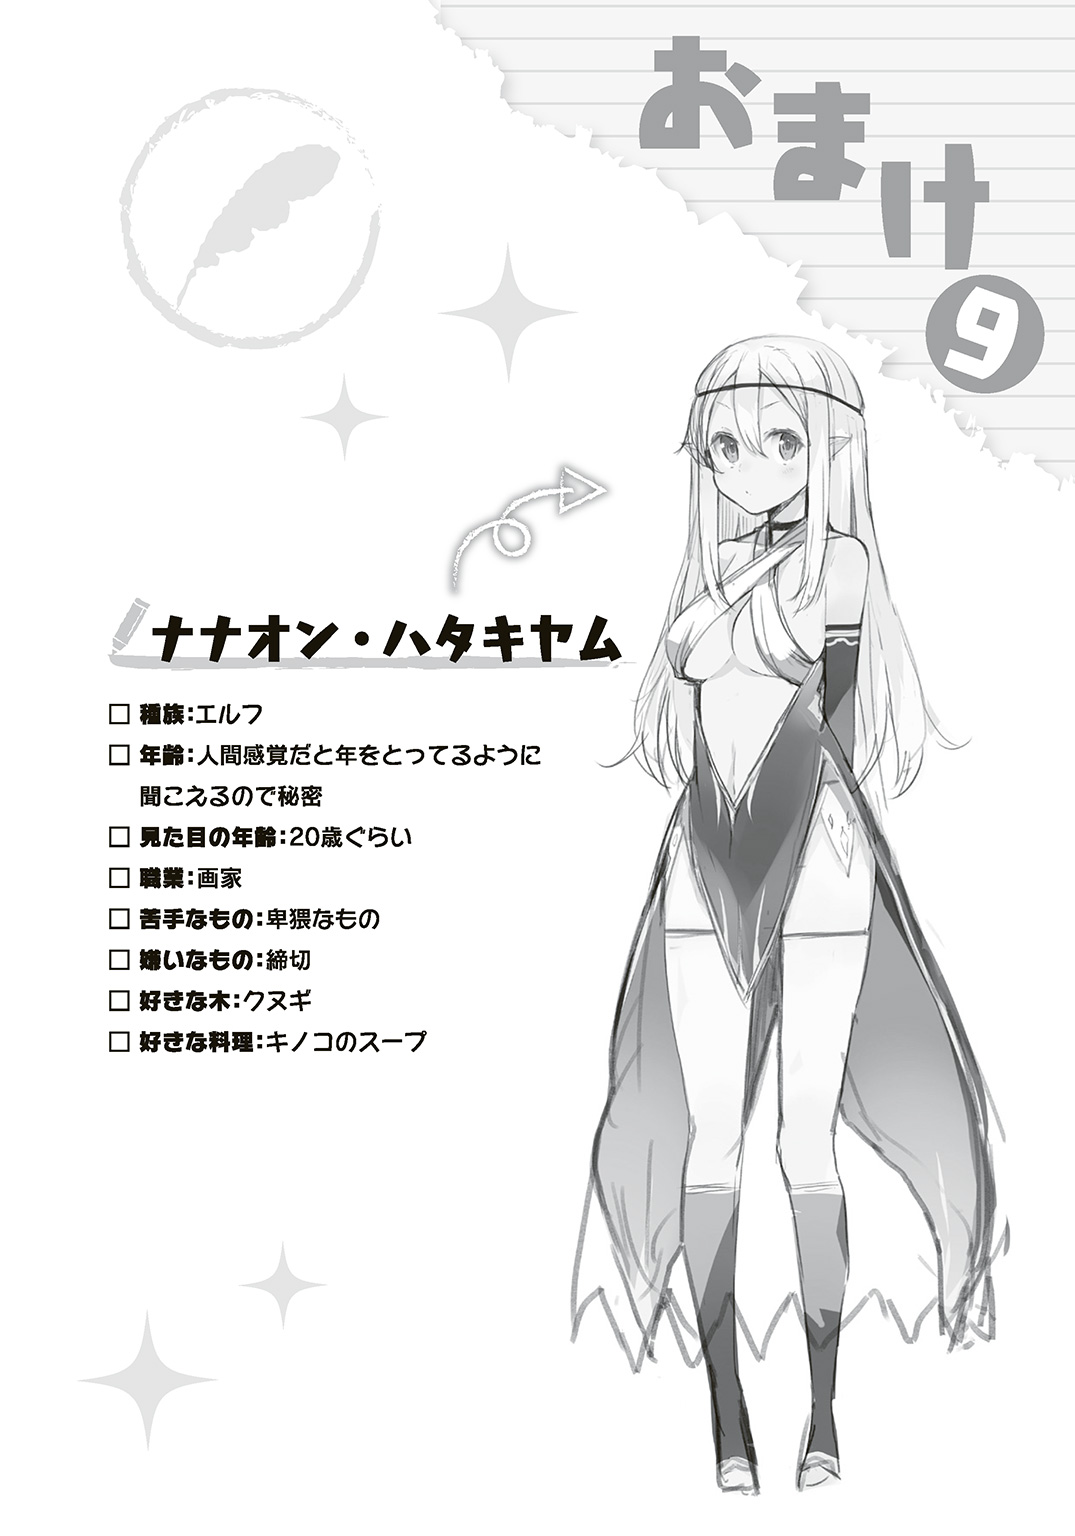 おまけ
9
ナナオン・ハタキヤム
□ 種族：エルフ
□ 年齢：人間感覚だと年をとってるように
聞こえるので秘密
□ 見た目の年齢：20歳ぐらい
□ 職業：画家
□ 苦手なもの：卑猥なもの
□ 嫌いなもの：締切
□ 好きな木：クヌギ
□ 好きな料理：キノコのスープ